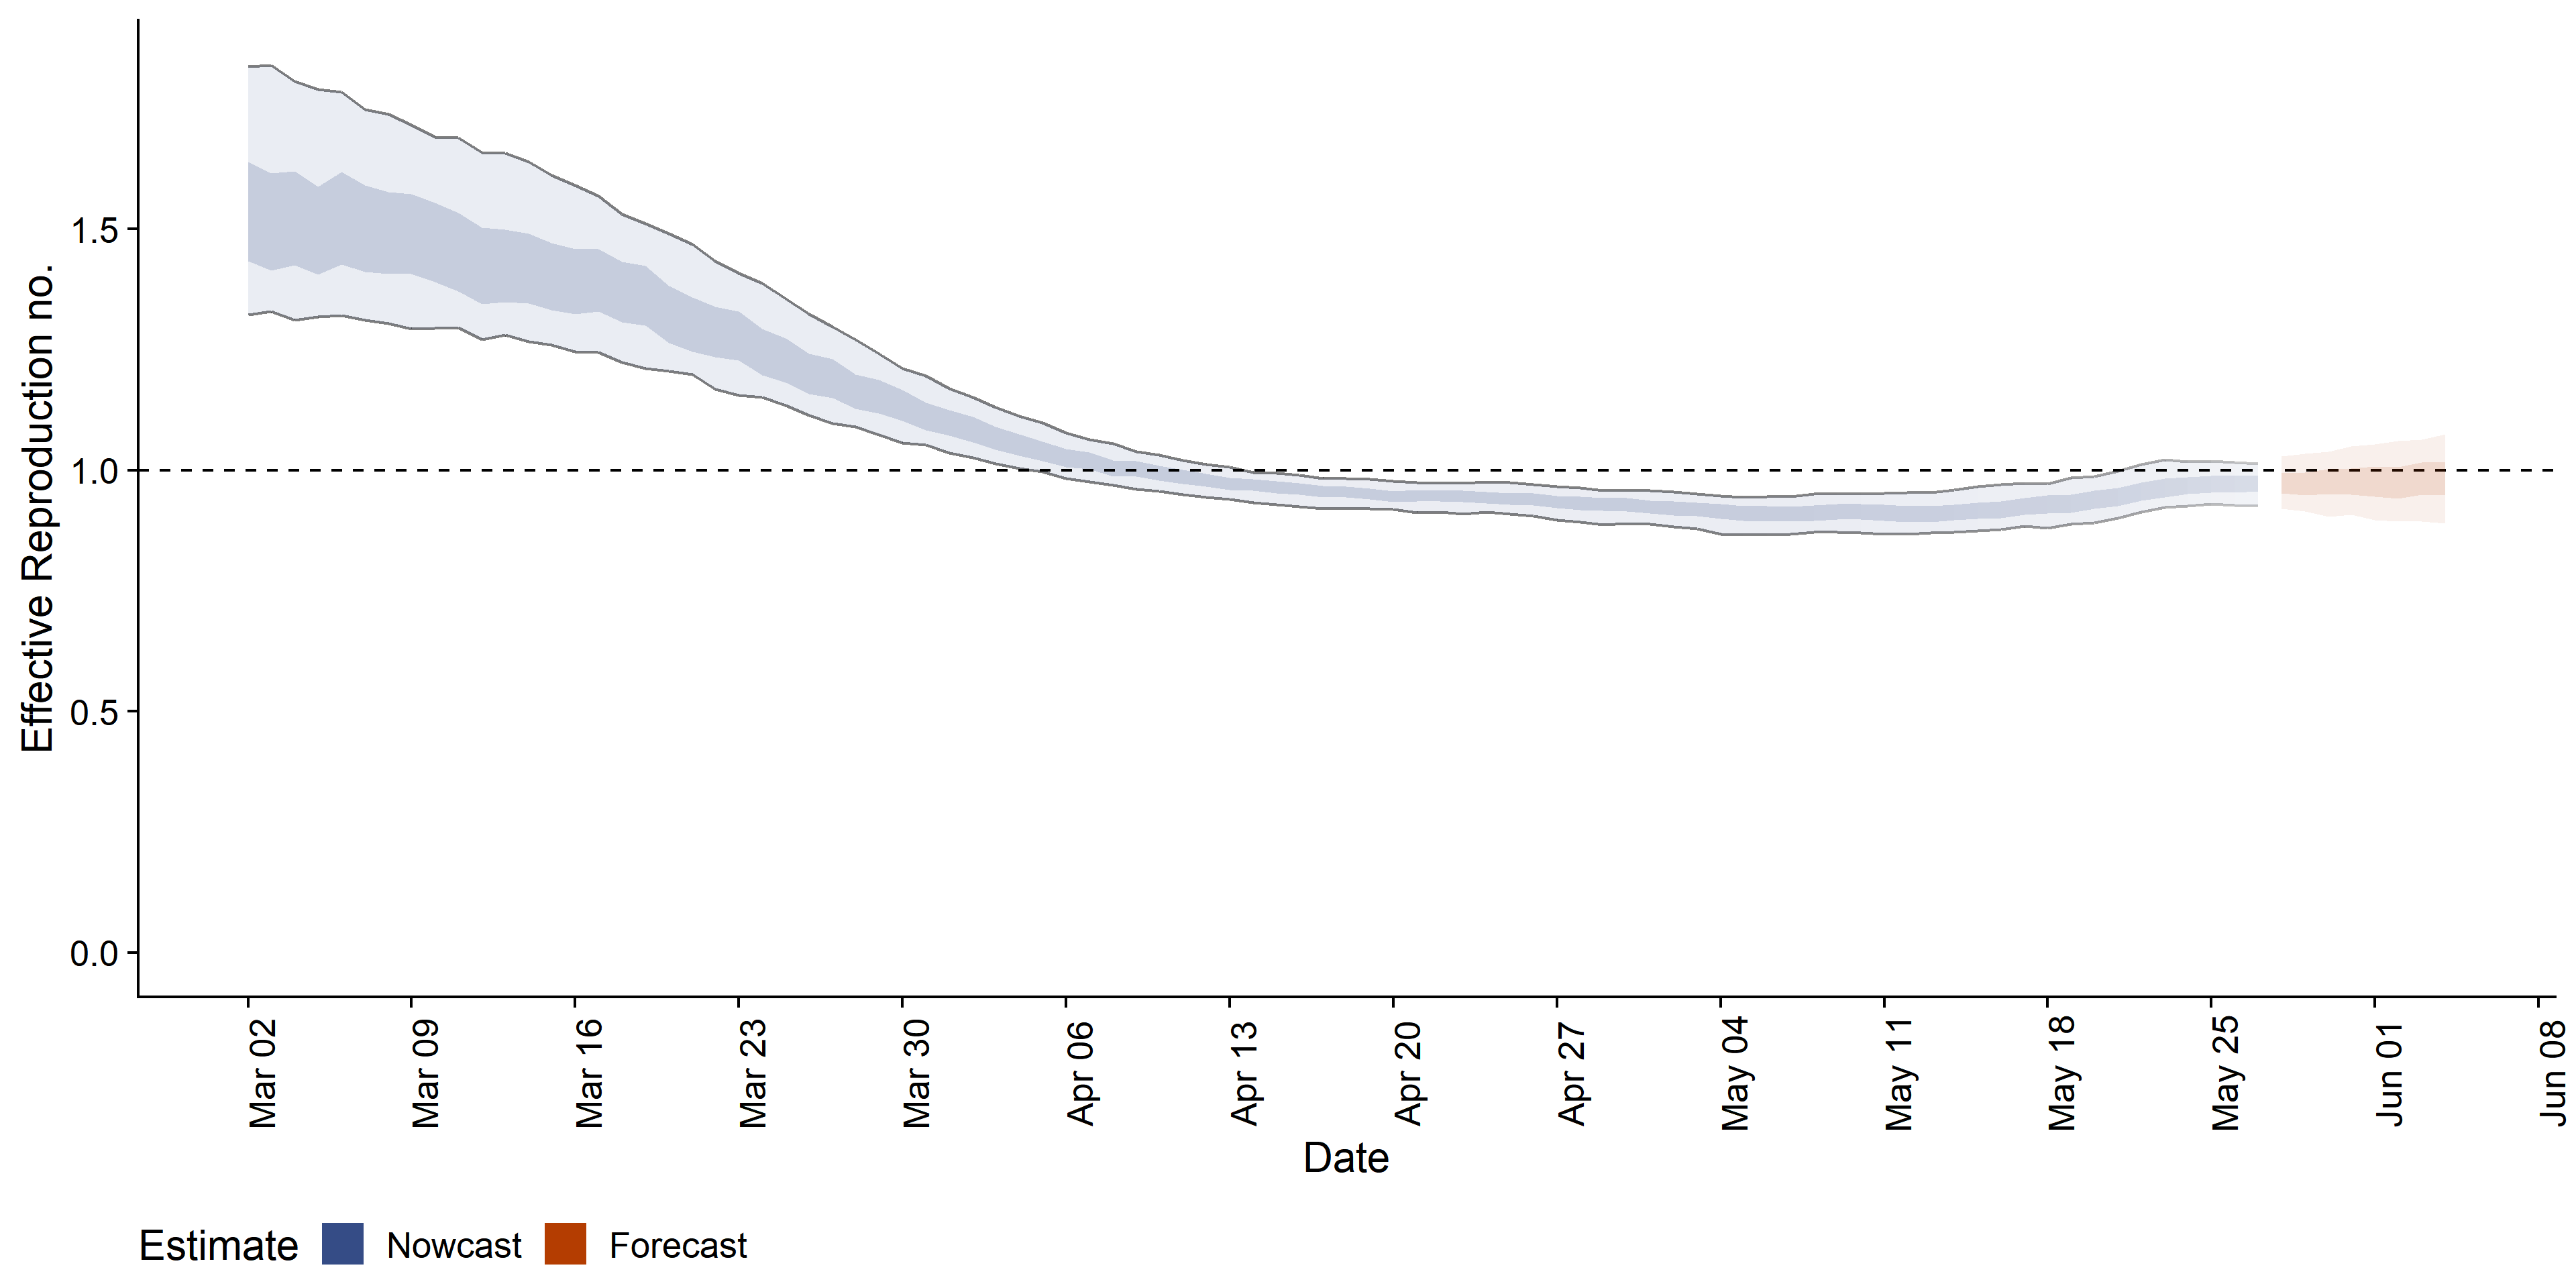 Effective Reproduction no.
1.5
1.0
0.5
0.0
Mar 02
Mar 09
Mar 16
Mar 23
Mar 30
Apr 06
Apr 13
Apr 20
Apr 27
May 04
May 11
May 18
May 25
Jun 01
Jun 08
Date
Estimate Nowcast Forecast